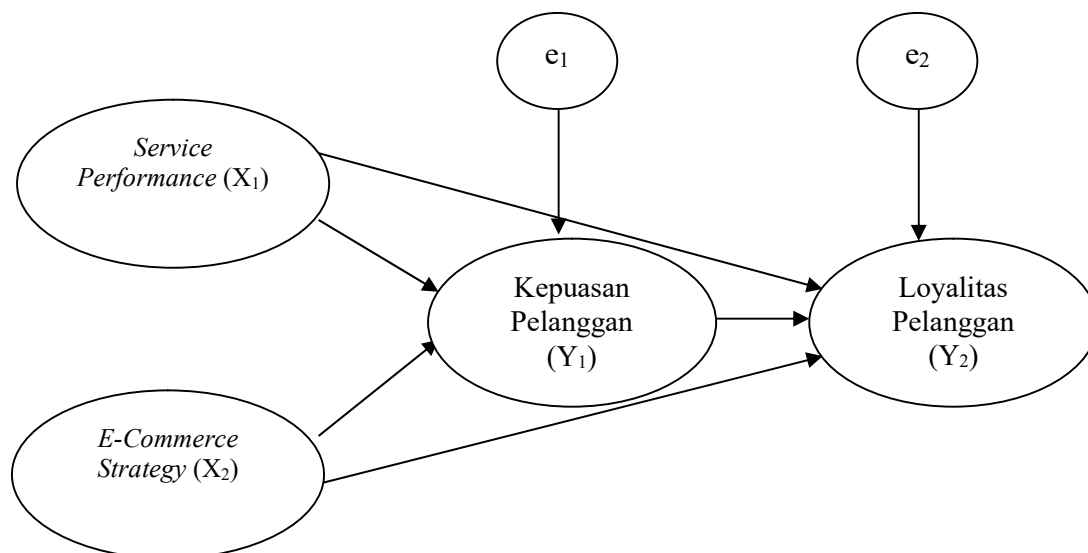 e₁
e₂
Service
Performance (X₁)
Kepuasan
Pelanggan
(Y₁)
Loyalitas
Pelanggan
(Y₂)
E-Commerce
Strategy (X₂)